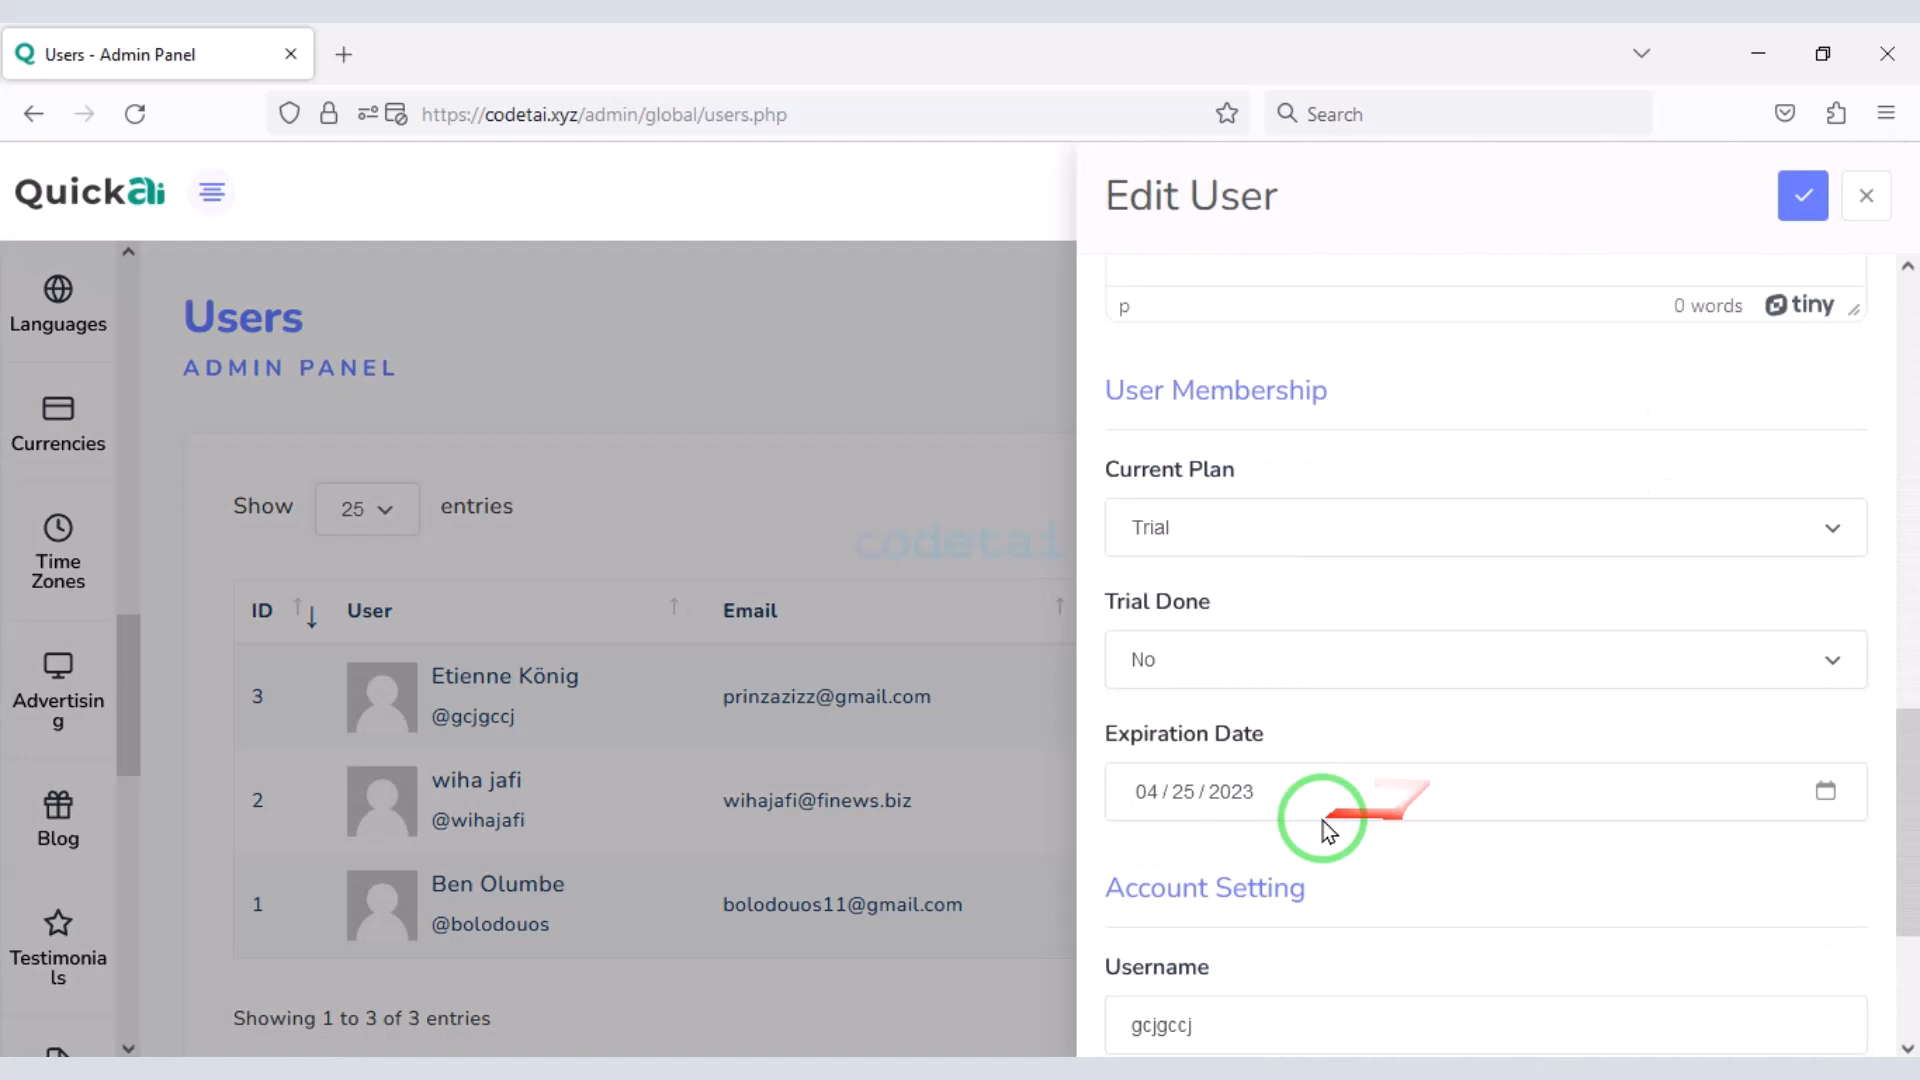 Users - Admin Panel
https://codetai.xyz/admin/global/users.php
Search
Quickai
Edit User
Languages
Currencies
Time
Zones
Advertisin
g
Blog
Testimonia
ls
Users
ADMIN PANEL
Show 25 entries
codetai
ID User Email
3 Etienne König prinzazizz@gmail.com
@gcjgccj
2 wiha jafi wihajafi@finews.biz
@wihajafi
1 Ben Olumbe bolodouos11@gmail.com
@bolodouos
Showing 1 to 3 of 3 entries
p 0 words tiny
User Membership
Current Plan
Trial
Trial Done
No
Expiration Date
04 / 25 / 2023
Account Setting
Username
gcjgccj